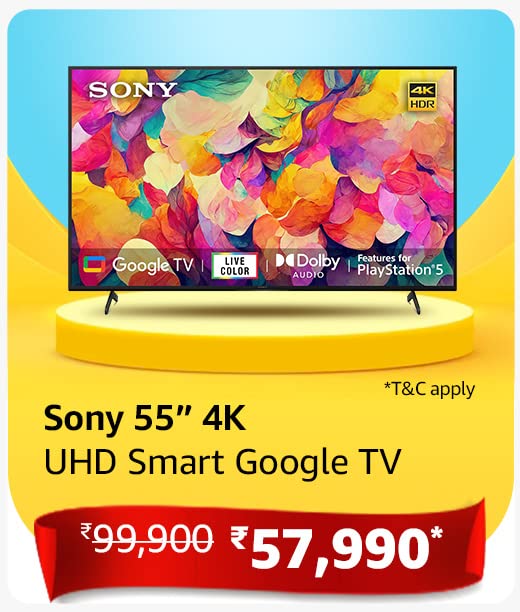 SONY
4K
HDR
Google TV | LIVE COLOR | Dolby AUDIO | Features for PlayStation®5
*T&C apply
Sony 55” 4K
UHD Smart Google TV
₹99,900 ₹57,990*